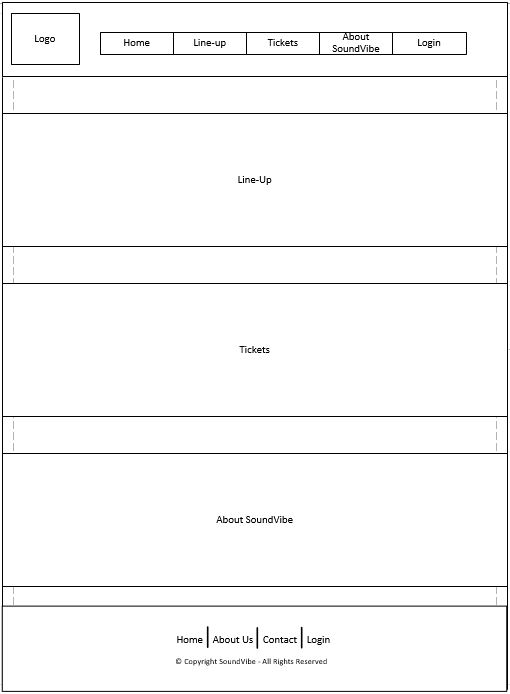 Logo
Home Line-up Tickets About SoundVibe Login
Line-Up
Tickets
About SoundVibe
Home About Us Contact Login
© Copyright SoundVibe - All Rights Reserved